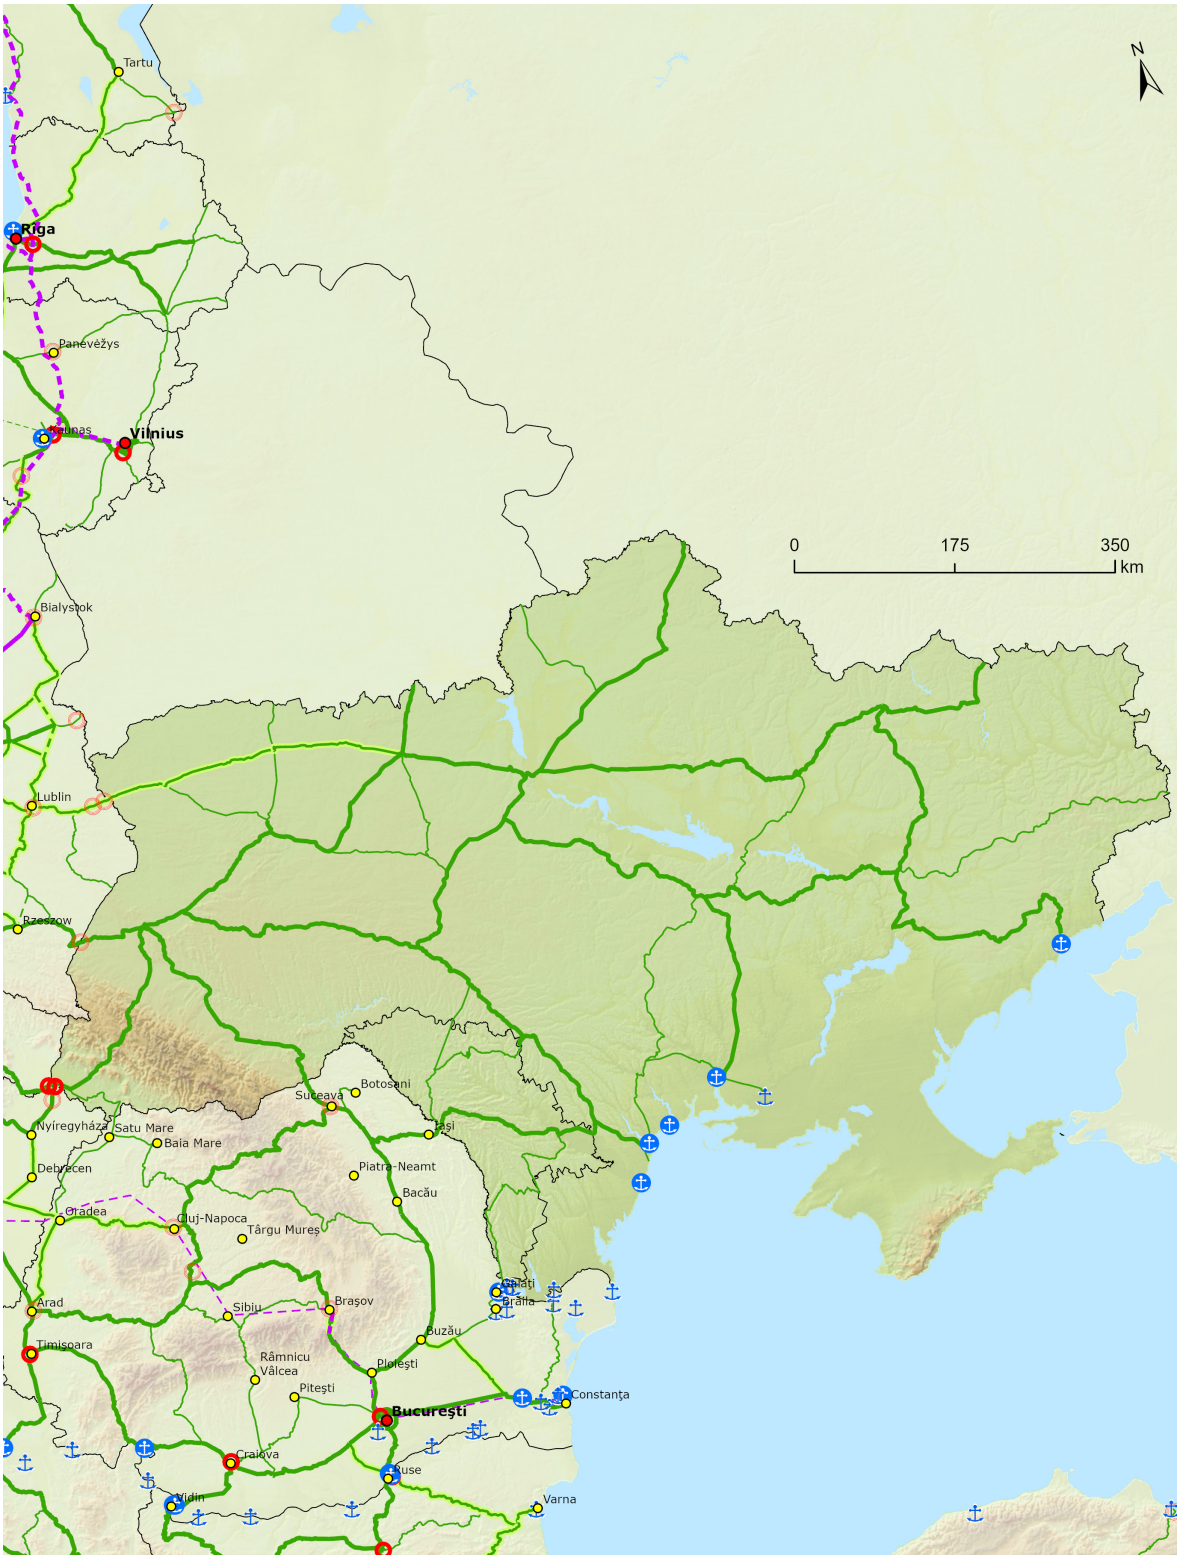 Tartu
N
Rīga
Panevėžys
Kaunas
Vilnius
0 175 350
km
Bialystok
Lublin
Rzeszow
Botoşani
Suceava
Nyíregyháza
Satu Mare
Iaşi
Baia Mare
Debrecen
Piatra-Neamt
Bacău
Oradea
Cluj-Napoca
Târgu Mureș
Galaţi
Arad
Sibiu
Braşov
Brăila
Timişoara
Buzău
Râmnicu
Vâlcea
Ploieşti
Piteşti
Constanţa
Bucureşti
Craiova
Ruse
Vidin
Varna